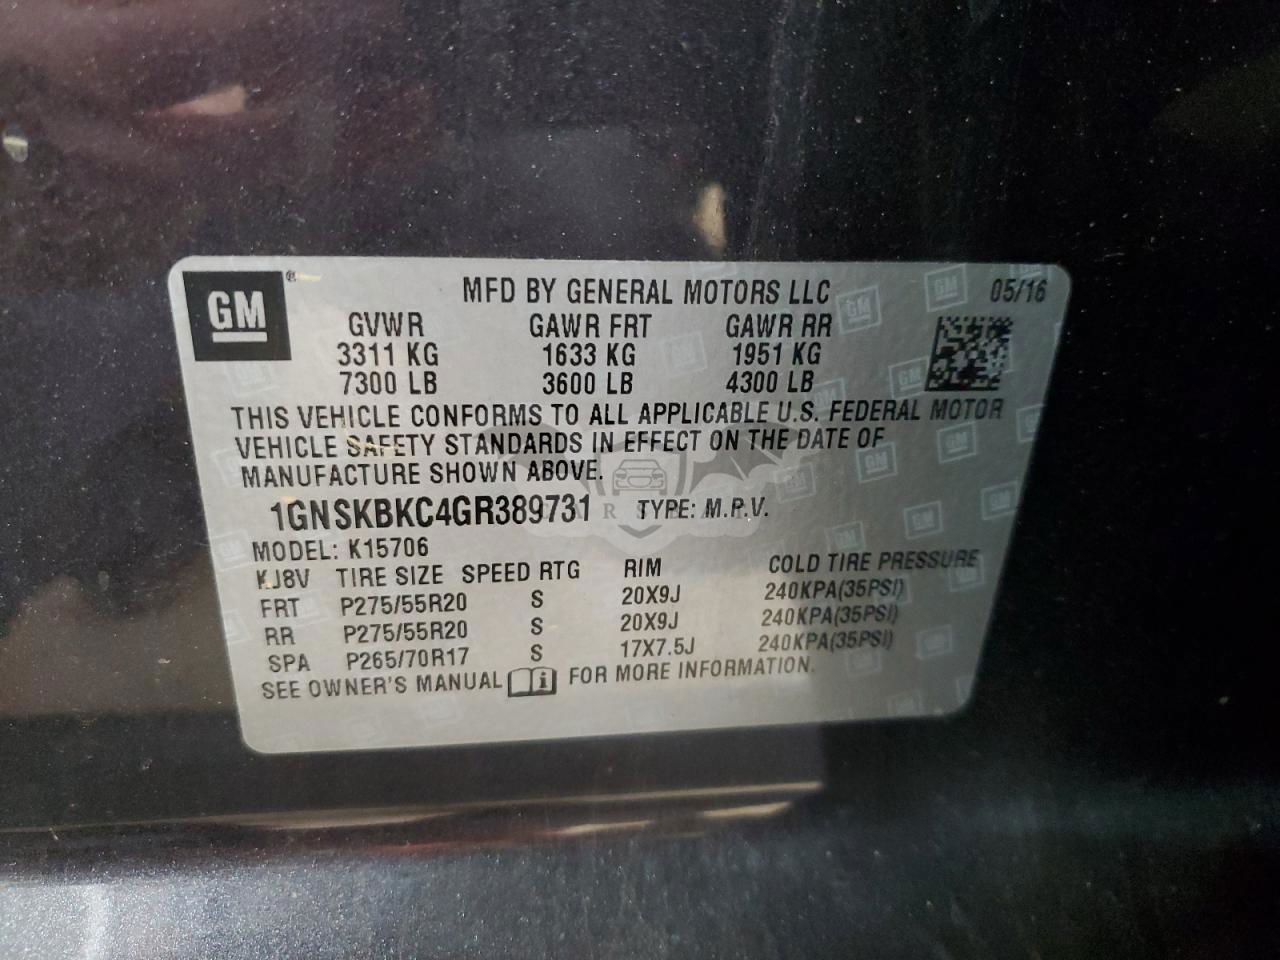 GM ®
MFD BY GENERAL MOTORS LLC 05/16
GVWR GAWR FRT GAWR RR
3311 KG 1633 KG 1951 KG
7300 LB 3600 LB 4300 LB
THIS VEHICLE CONFORMS TO ALL APPLICABLE U.S. FEDERAL MOTOR
VEHICLE SAFETY STANDARDS IN EFFECT ON THE DATE OF
MANUFACTURE SHOWN ABOVE.
1GNSKBKC4GR389731 TYPE: M.P.V.
MODEL: K15706
KJ8V TIRE SIZE SPEED RTG RIM COLD TIRE PRESSURE
FRT P275/55R20 S 20X9J 240KPA(35PSI)
RR P275/55R20 S 20X9J 240KPA(35PSI)
SPA P265/70R17 S 17X7.5J 240KPA(35PSI)
SEE OWNER'S MANUAL i FOR MORE INFORMATION.